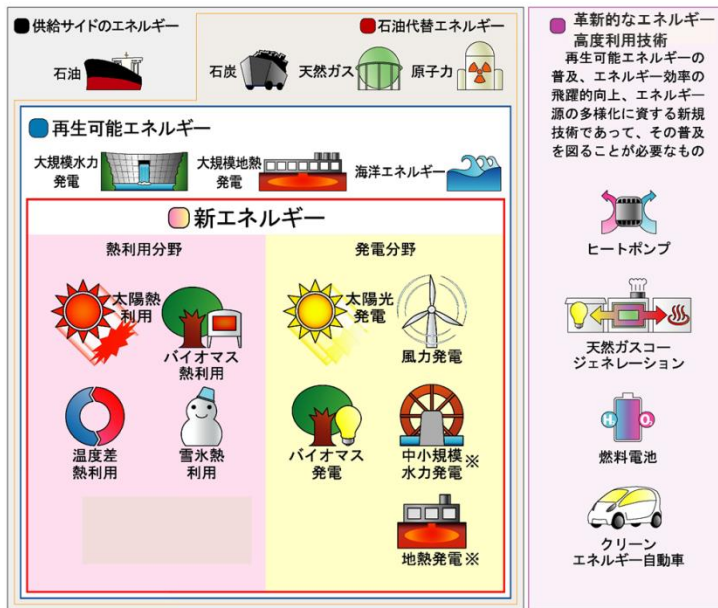 供給サイドのエネルギー
石油
石油代替エネルギー
石炭
天然ガス
原子力
再生可能エネルギー
大規模水力
発電
大規模地熱
発電
海洋エネルギー
新エネルギー
熱利用分野
太陽熱
利用
バイオマス
熱利用
温度差
熱利用
雪氷熱
利用
発電分野
太陽光
発電
風力発電
バイオマス
発電
中小規模
水力発電※
地熱発電※
革新的なエネルギー
高度利用技術
再生可能エネルギーの
普及、エネルギー効率の
飛躍的向上、エネルギー
源の多様化に資する新規
技術であって、その普及
を図ることが必要なもの
ヒートポンプ
天然ガスコー
ジェネレーション
H₂
O₂
燃料電池
クリーン
エネルギー自動車